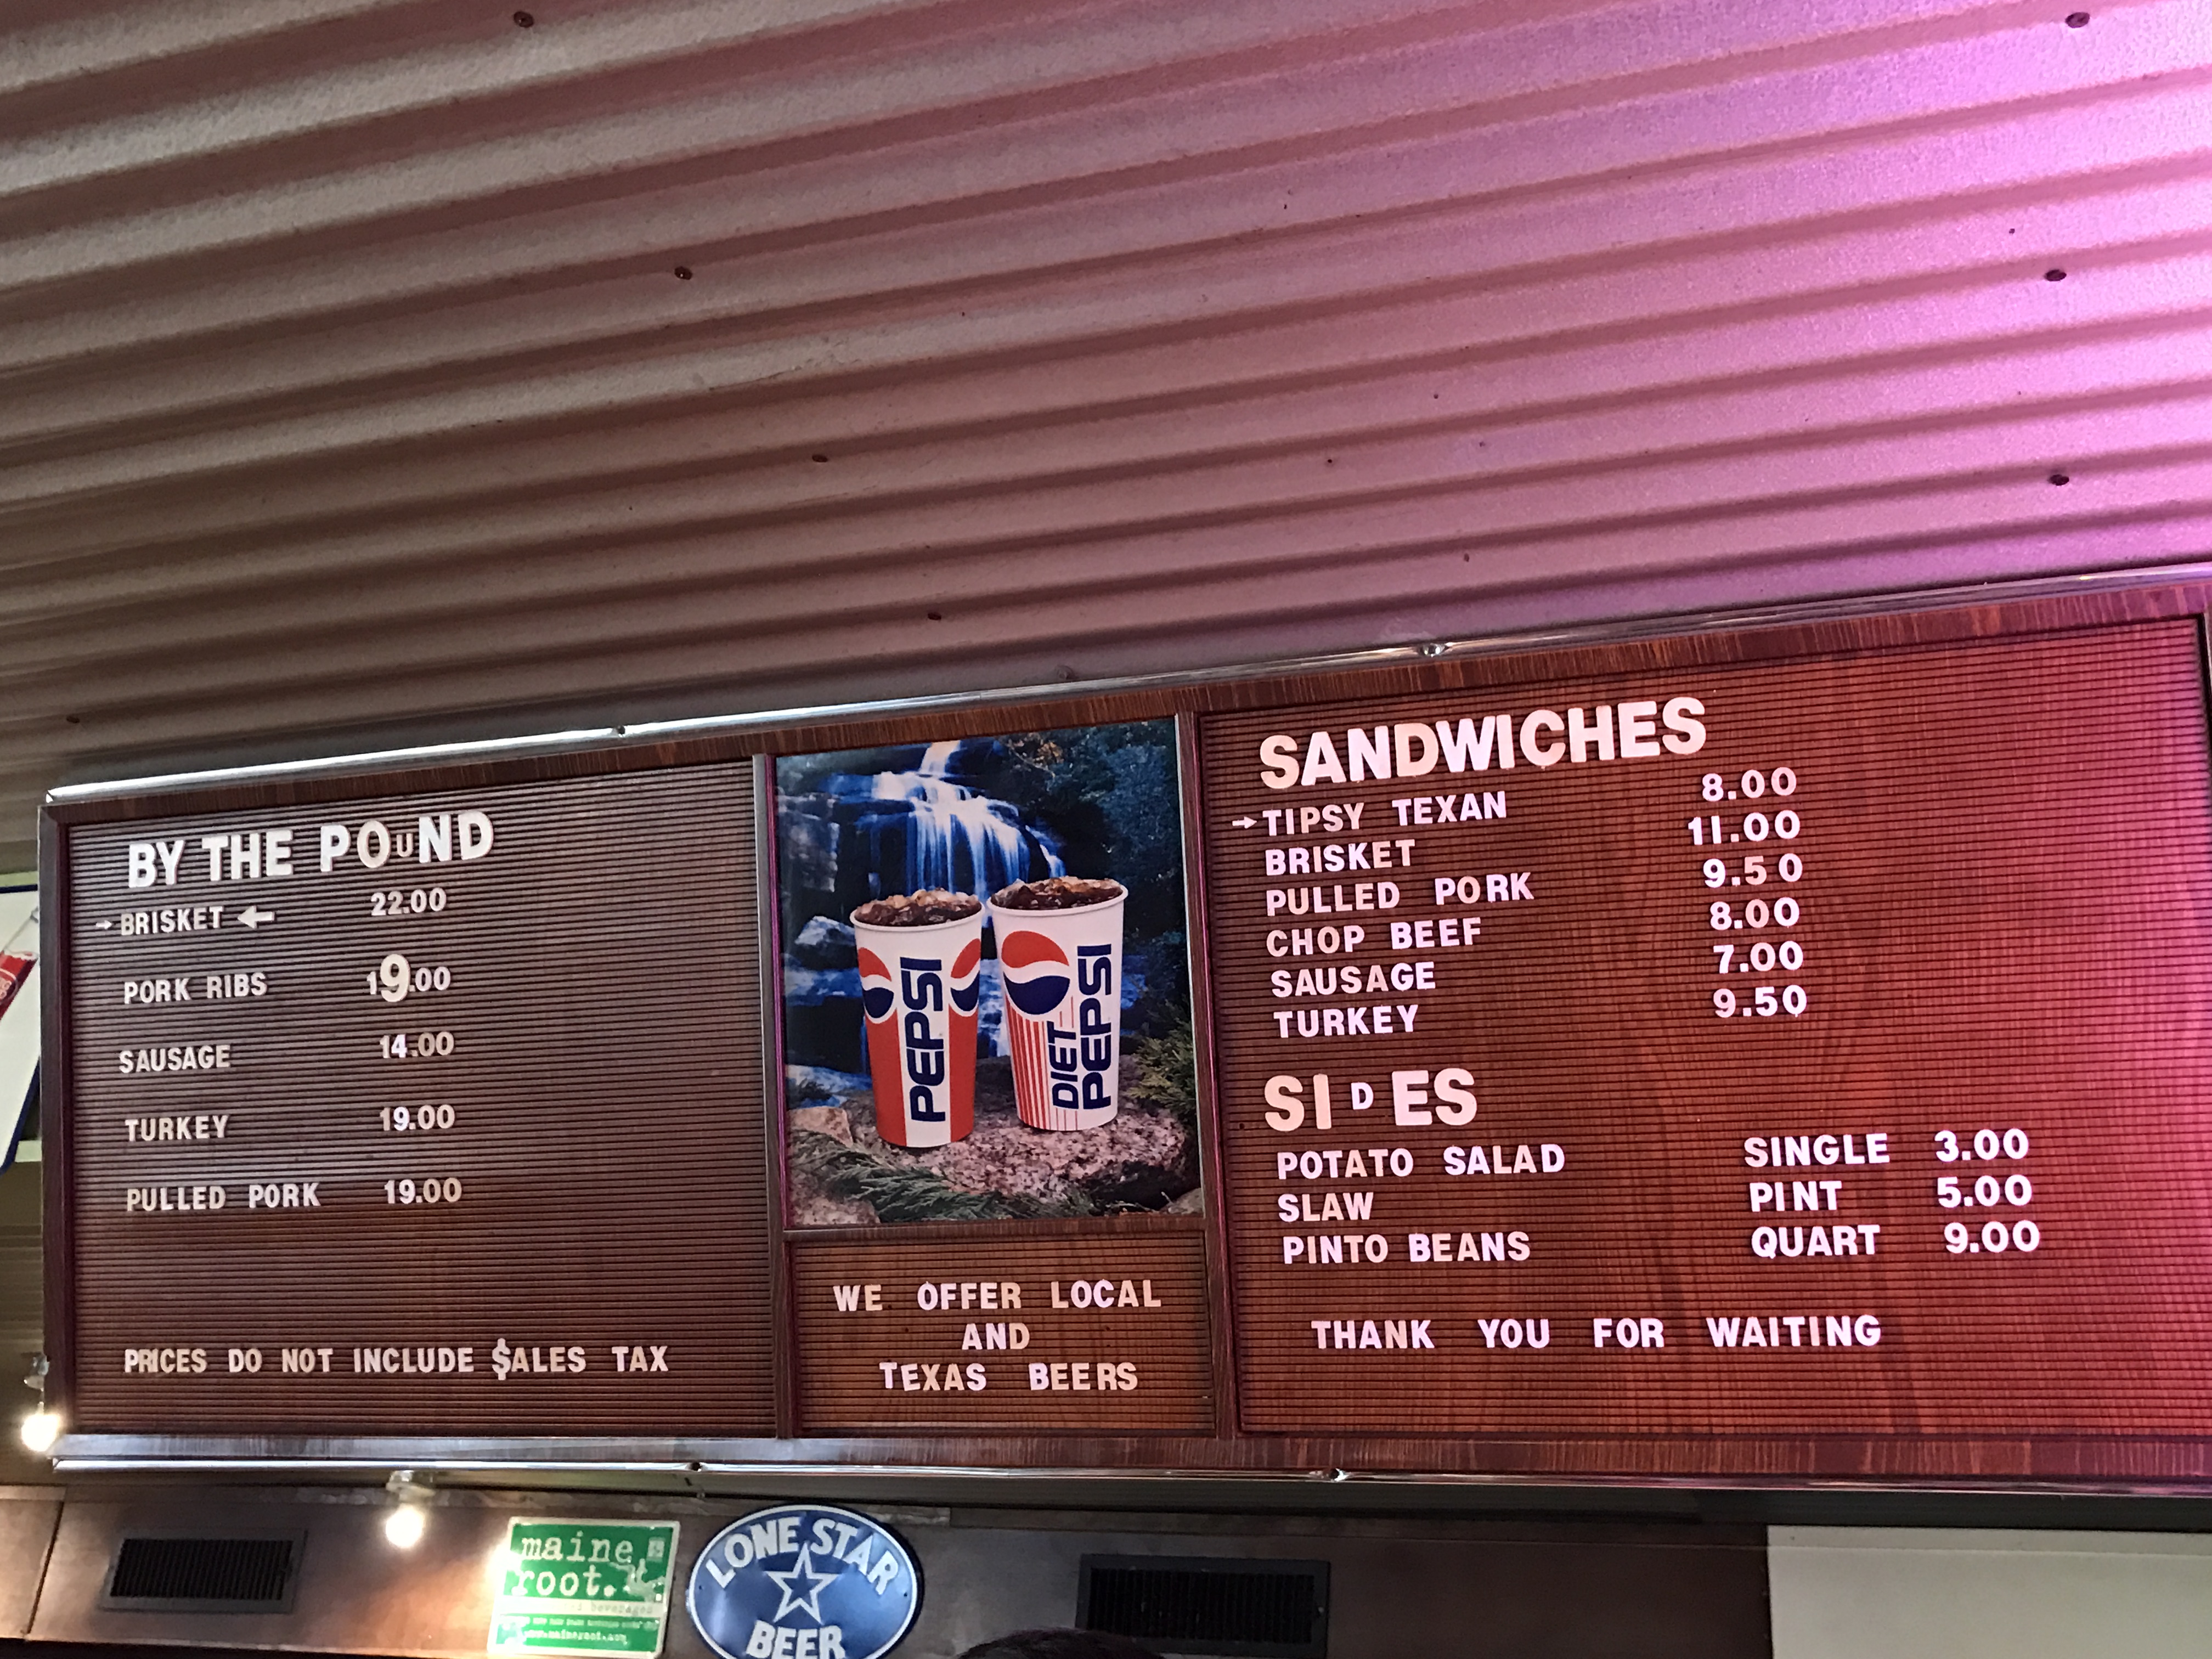 BY THE POUND
→BRISKET← 22.00
PORK RIBS 19.00
SAUSAGE 14.00
TURKEY 19.00
PULLED PORK 19.00
PRICES DO NOT INCLUDE $ALES TAX
PEPSI
DIET
PEPSI
WE OFFER LOCAL
AND
TEXAS BEERS
SANDWICHES
→TIPSY TEXAN 8.00
BRISKET 11.00
PULLED PORK 9.50
CHOP BEEF 8.00
SAUSAGE 7.00
TURKEY 9.50
SIDES
POTATO SALAD SINGLE 3.00
SLAW PINT 5.00
PINTO BEANS QUART 9.00
THANK YOU FOR WAITING
maine
root.
beverages
LONE STAR
BEER